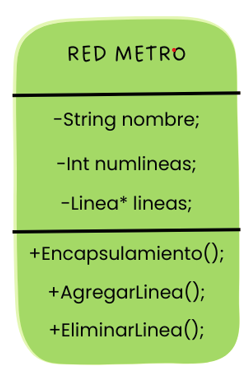 RED METRO
-String nombre;
-Int numlineas;
-Linea* lineas;
+Encapsulamiento();
+AgregarLinea();
+EliminarLinea();